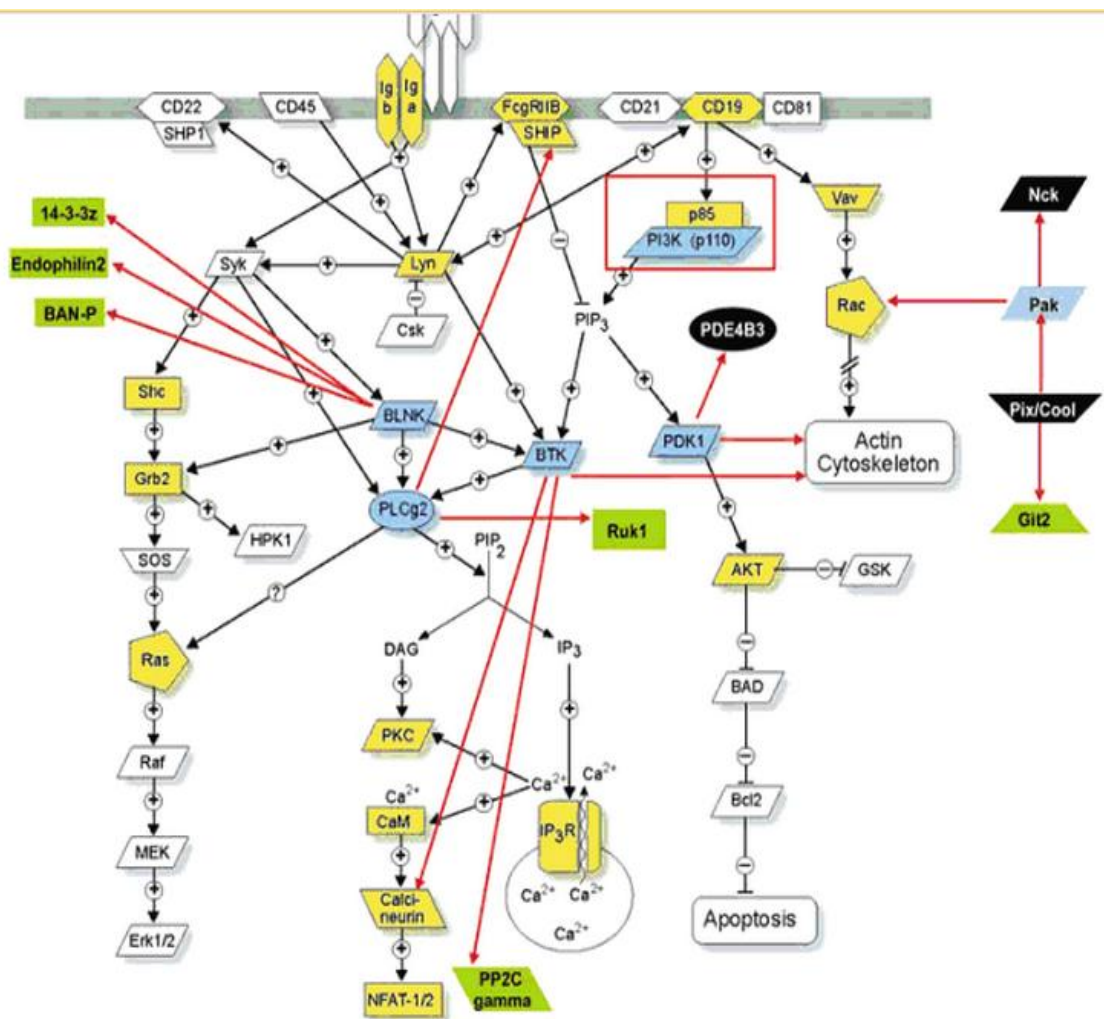 Ig
b
Ig
a
CD22
SHP1
CD45
FcgRIIB
SHIP
CD21
CD19
CD81
+
+
+
+
+
+
+
+
14-3-3z
Endophilin2
BAN-P
Syk
+
Lyn
+
−
Csk
−
p85
PI3K (p110)
+
PIP3
Vav
+
Rac
+
Nck
Pak
Pix/Cool
Git2
PDE4B3
+
+
+
+
+
Shc
+
Grb2
+
+
SOS
HPK1
+
BLNK
+
+
+
BTK
+
PLCg2
PDK1
+
Actin
Cytoskeleton
Ruk1
?
+
PIP2
AKT
−
GSK
−
Ras
+
Raf
+
MEK
+
Erk1/2
DAG
+
PKC
+
IP3
+
Ca2+
Ca2+
Ca2+
+
CaM
+
Calci-
neurin
+
NFAT-1/2
IP3R
Ca2+
Ca2+
Ca2+
PP2C
gamma
BAD
−
Bcl2
−
Apoptosis